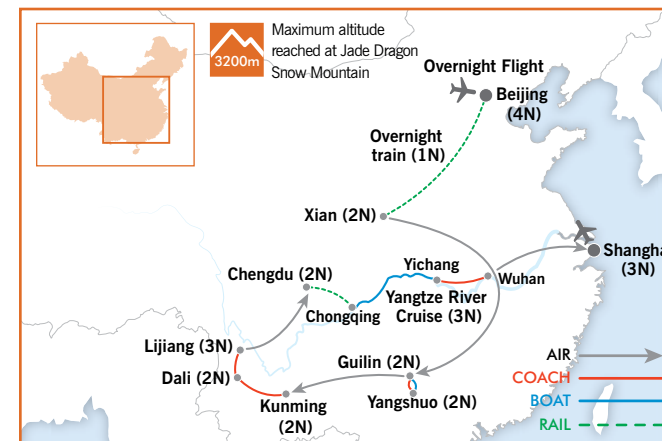 3200m
Maximum altitude
reached at Jade Dragon
Snow Mountain
Overnight Flight
Beijing
(4N)
Overnight
train (1N)
Xian (2N)
Shangha
(3N)
Yichang
Wuhan
Chengdu (2N)
Yangtze River
Cruise (3N)
Chongqing
Lijiang (3N)
Guilin (2N)
Dali (2N)
Yangshuo (2N)
Kunming
(2N)
AIR
COACH
BOAT
RAIL